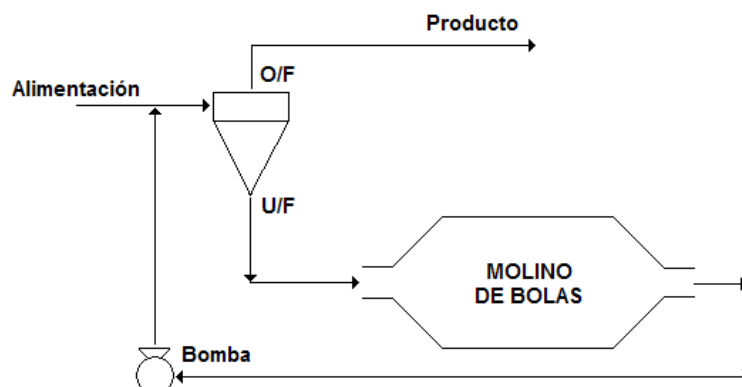 Producto
O/F
Alimentación
U/F
MOLINO
DE BOLAS
Bomba